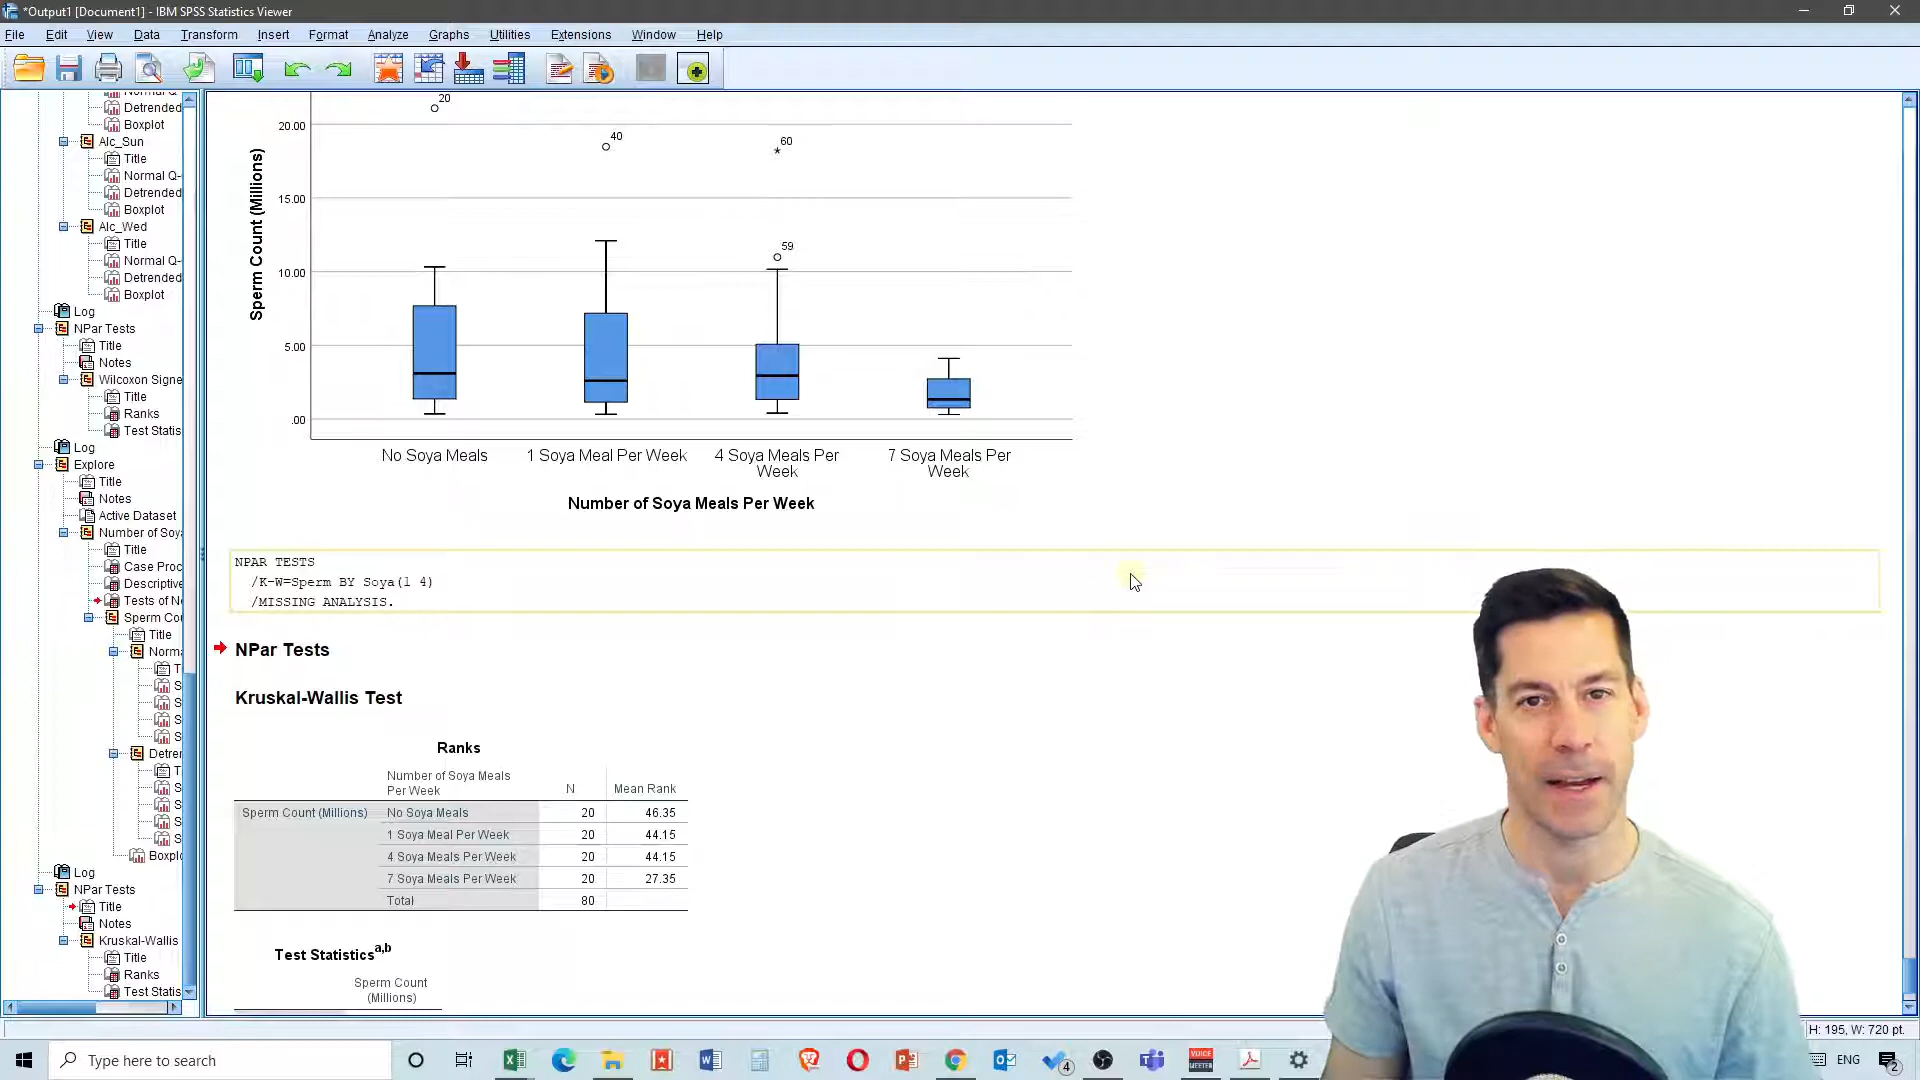 *Output1 [Document1] - IBM SPSS Statistics Viewer
File Edit View Data Transform Insert Format Analyze Graphs Utilities Extensions Window Help
Detrended
Boxplot
Alc_Sun
Title
Normal Q-
Detrended
Boxplot
Alc_Wed
Title
Normal Q-
Detrended
Boxplot
Log
NPar Tests
Title
Notes
Wilcoxon Signe
Title
Ranks
Test Statis
Log
Explore
Title
Notes
Active Dataset
Number of Soy
Title
Case Proc
Descriptive
Tests of N
Sperm Co
Title
Norm
T
S
S
S
S
Detrer
T
S
S
S
S
Boxplo
Log
NPar Tests
Title
Notes
Kruskal-Wallis
Title
Ranks
Test Statis
Sperm Count (Millions)
20.00
15.00
10.00
5.00
.00
20
40
60
59
No Soya Meals
1 Soya Meal Per Week
4 Soya Meals Per
Week
7 Soya Meals Per
Week
Number of Soya Meals Per Week
NPAR TESTS
/K-W=Sperm BY Soya(1 4)
/MISSING ANALYSIS.
NPar Tests
Kruskal-Wallis Test
Ranks
Number of Soya Meals
Per Week
N
Mean Rank
Sperm Count (Millions) No Soya Meals 20 46.35
1 Soya Meal Per Week 20 44.15
4 Soya Meals Per Week 20 44.15
7 Soya Meals Per Week 20 27.35
Total 80
Test Statistics a,b
Sperm Count
(Millions)
H: 195, W: 720 pt.
Type here to search
4
VOICE
MEETER
ENG
2